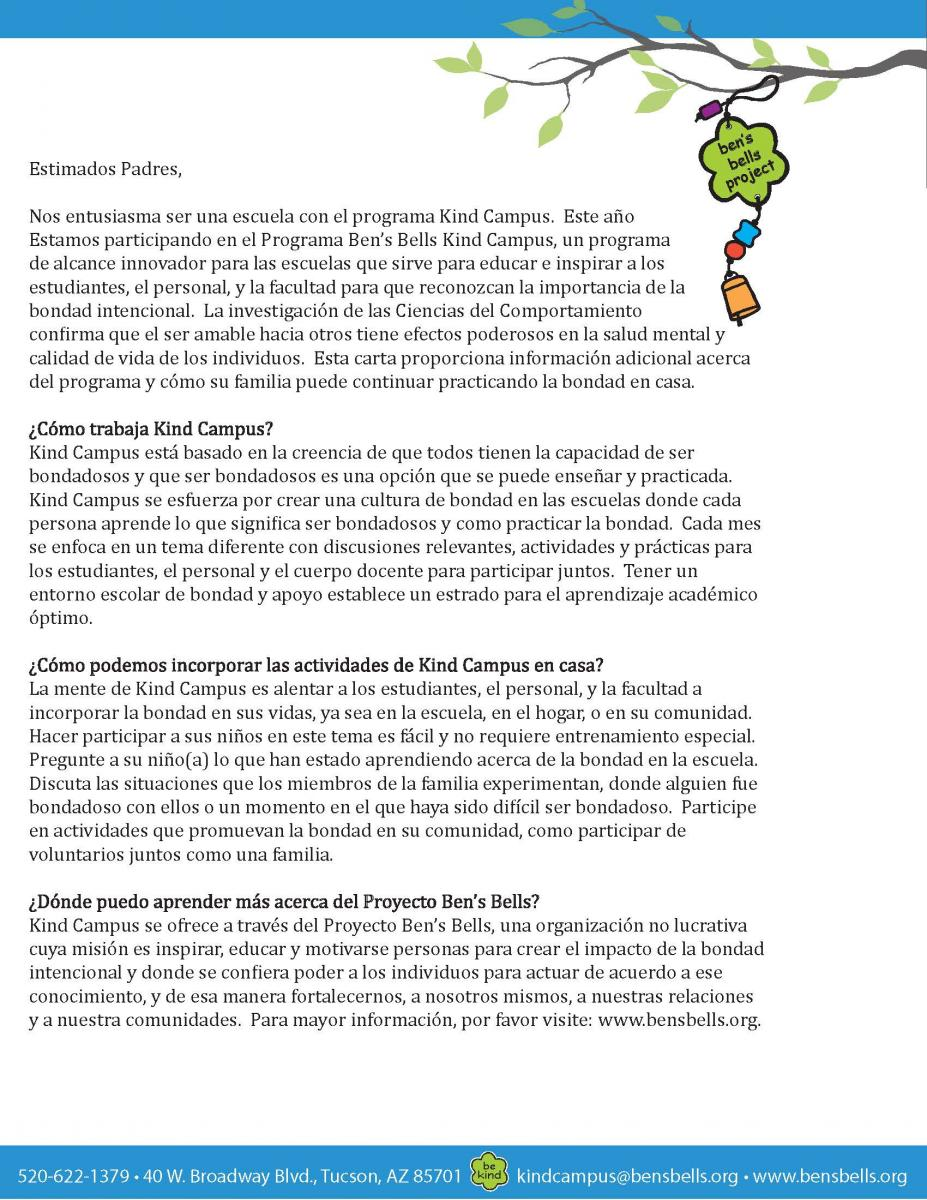 ben's
bells
project
Estimados Padres,
Nos entusiasma ser una escuela con el programa Kind Campus.  Este año
Estamos participando en el Programa Ben's Bells Kind Campus, un programa
de alcance innovador para las escuelas que sirve para educar e inspirar a los
estudiantes, el personal, y la facultad para que reconozcan la importancia de la
bondad intencional.  La investigación de las Ciencias del Comportamiento
confirma que el ser amable hacia otros tiene efectos poderosos en la salud mental y
calidad de vida de los individuos.  Esta carta proporciona información adicional acerca
del programa y cómo su familia puede continuar practicando la bondad en casa.
¿Cómo trabaja Kind Campus?
Kind Campus está basado en la creencia de que todos tienen la capacidad de ser
bondadosos y que ser bondadosos es una opción que se puede enseñar y practicada.
Kind Campus se esfuerza por crear una cultura de bondad en las escuelas donde cada
persona aprende lo que significa ser bondadosos y como practicar la bondad.  Cada mes
se enfoca en un tema diferente con discusiones relevantes, actividades y prácticas para
los estudiantes, el personal y el cuerpo docente para participar juntos.  Tener un
entorno escolar de bondad y apoyo establece un estrado para el aprendizaje académico
óptimo.
¿Cómo podemos incorporar las actividades de Kind Campus en casa?
La mente de Kind Campus es alentar a los estudiantes, el personal, y la facultad a
incorporar la bondad en sus vidas, ya sea en la escuela, en el hogar, o en su comunidad.
Hacer participar a sus niños en este tema es fácil y no requiere entrenamiento especial.
Pregunte a su niño(a) lo que han estado aprendiendo acerca de la bondad en la escuela.
Discuta las situaciones que los miembros de la familia experimentan, donde alguien fue
bondadoso con ellos o un momento en el que haya sido difícil ser bondadoso.  Participe
en actividades que promuevan la bondad en su comunidad, como participar de
voluntarios juntos como una familia.
¿Dónde puedo aprender más acerca del Proyecto Ben's Bells?
Kind Campus se ofrece a través del Proyecto Ben's Bells, una organización no lucrativa
cuya misión es inspirar, educar y motivarse personas para crear el impacto de la bondad
intencional y donde se confiera poder a los individuos para actuar de acuerdo a ese
conocimiento, y de esa manera fortalecernos, a nosotros mismos, a nuestras relaciones
y a nuestra comunidades.  Para mayor información, por favor visite: www.bensbells.org.
520-622-1379 • 40 W. Broadway Blvd., Tucson, AZ 85701
be
kind
kindcampus@bensbells.org • www.bensbells.org